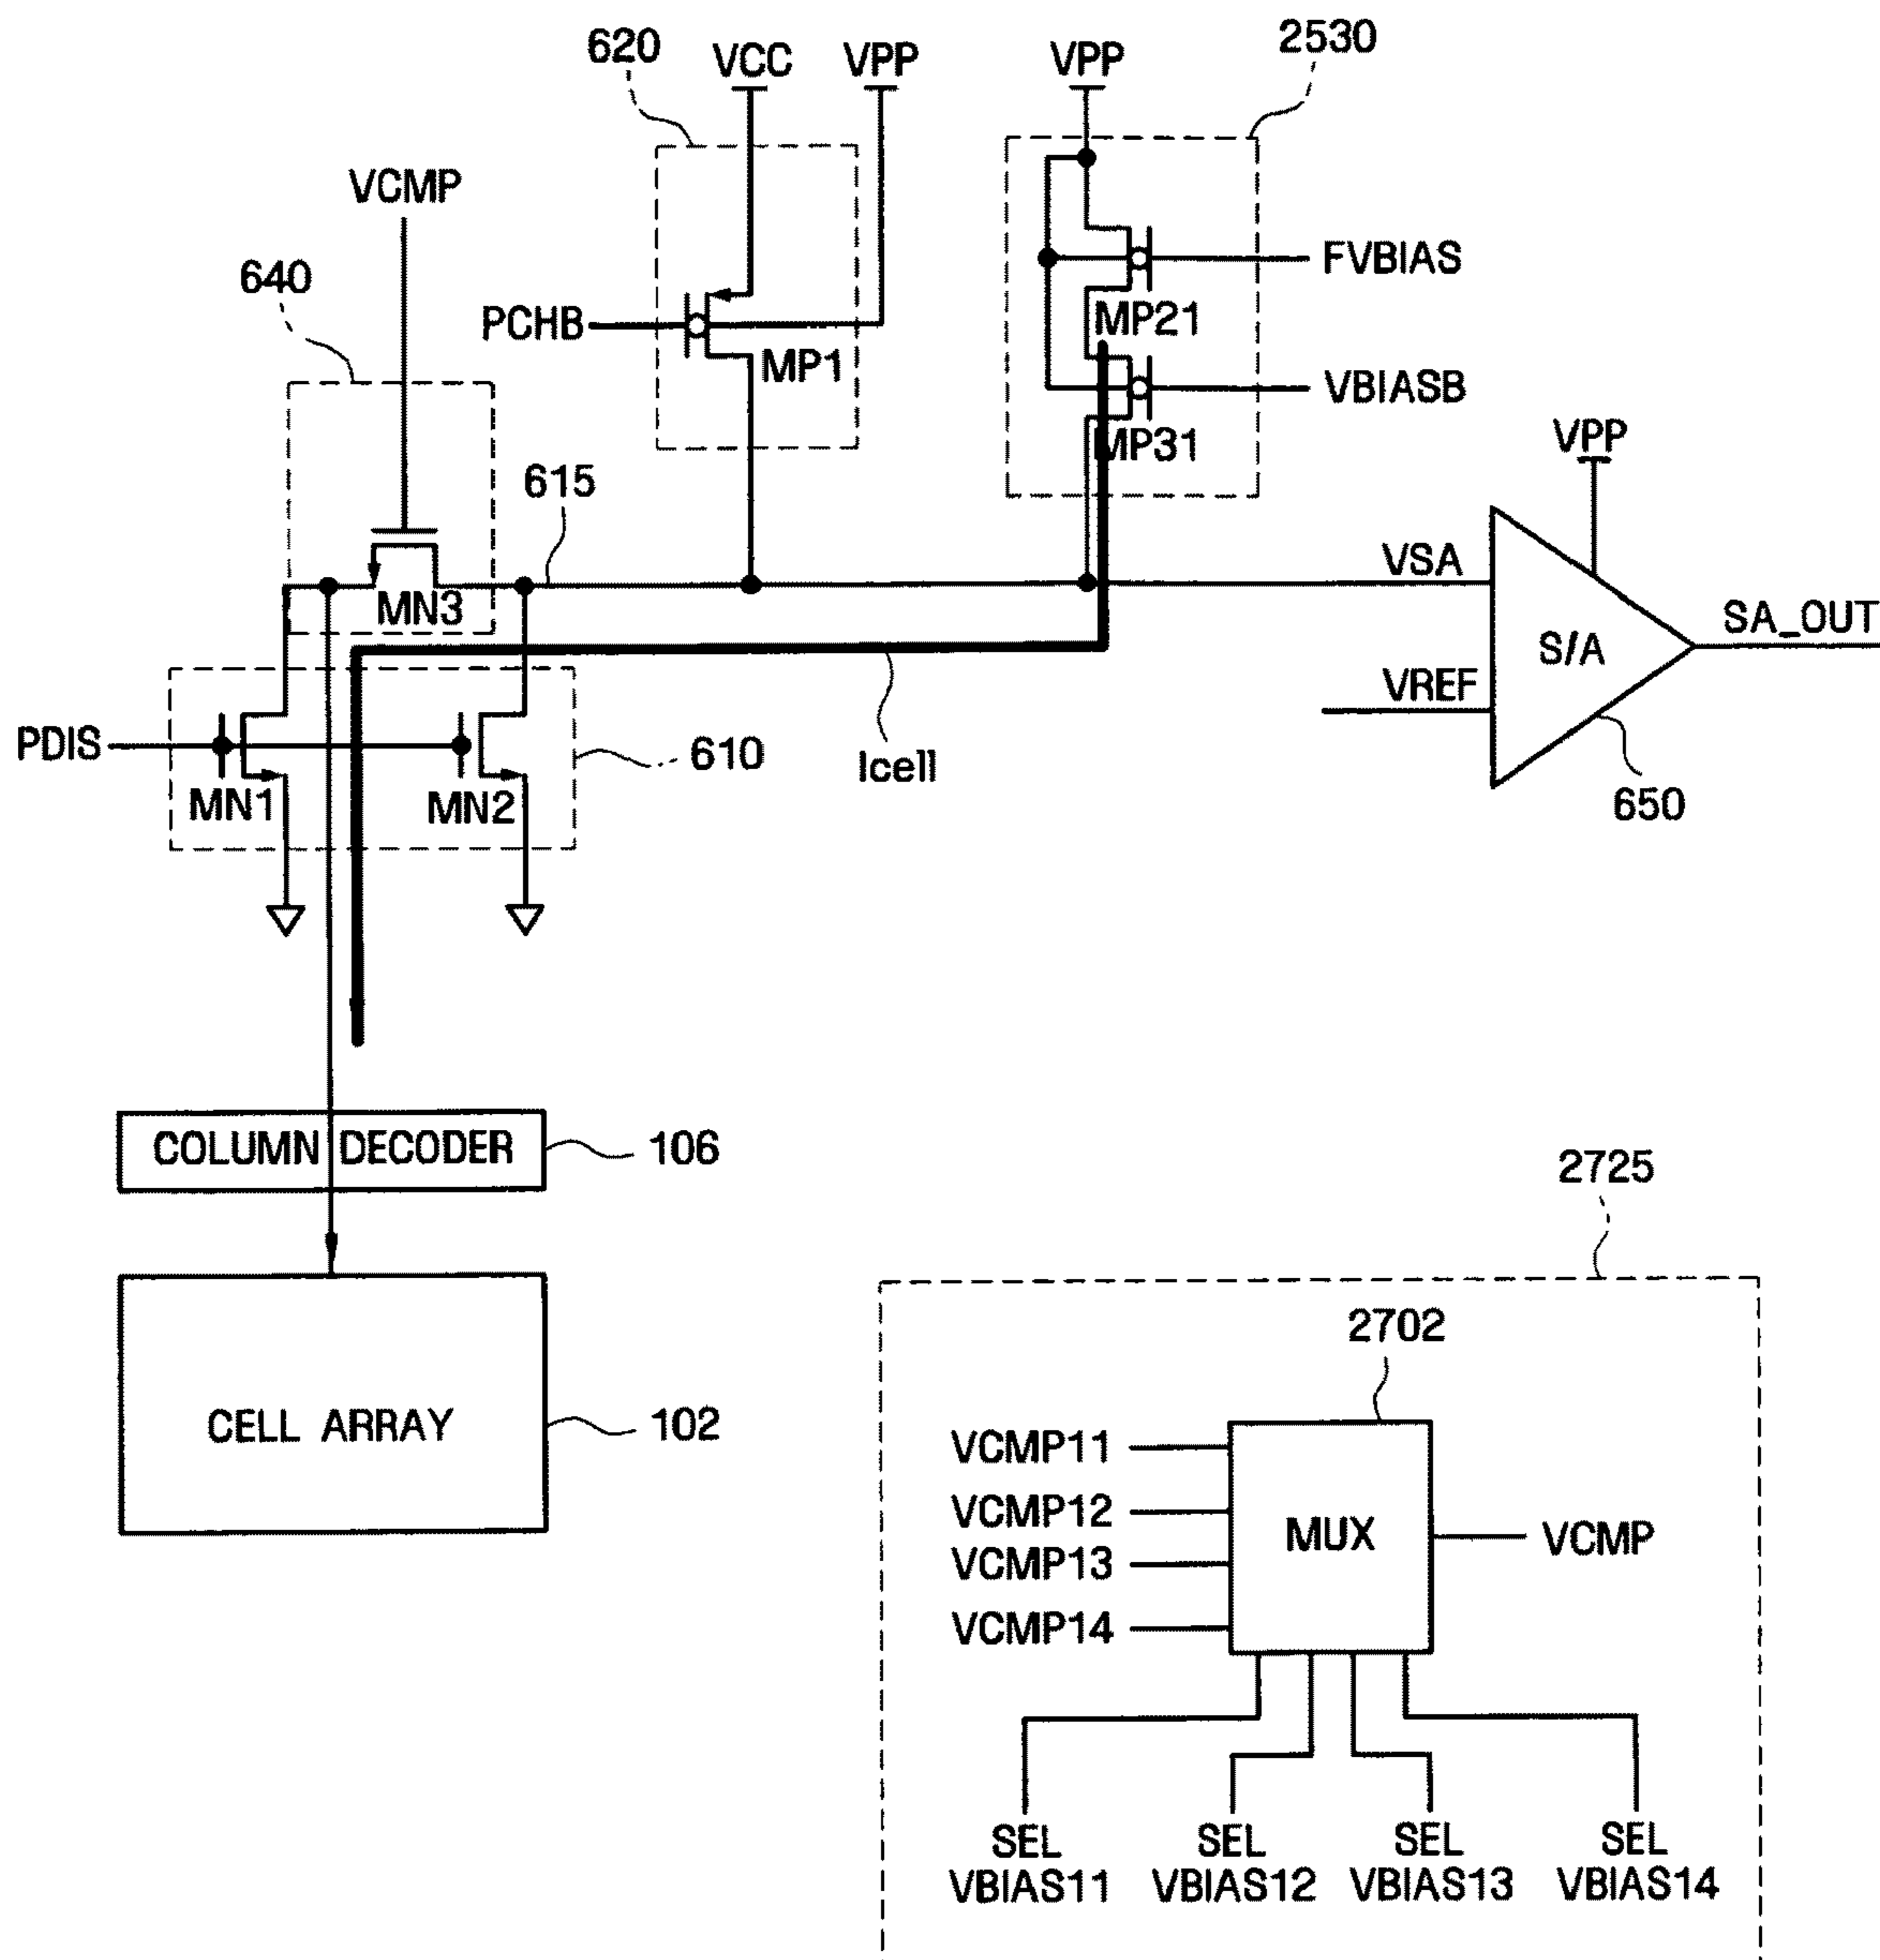 620
VCC
VPP
VPP
2530
VCMP
640
PCHB
MP1
FVBIAS
MP21
VBIASB
MP31
VPP
615
MN3
VSA
S/A
SA_OUT
VREF
PDIS
MN1
MN2
610
Icell
650
COLUMN DECODER
106
2725
CELL ARRAY
102
2702
VCMP11
VCMP12
VCMP13
VCMP14
MUX
VCMP
SEL
VBIAS11
SEL
VBIAS12
SEL
VBIAS13
SEL
VBIAS14